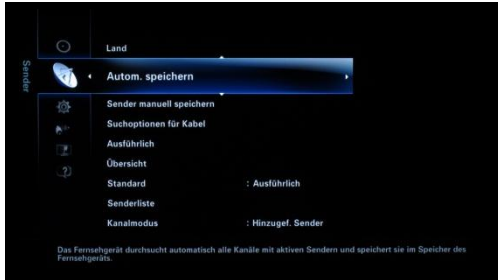 Sender
Land
Autom. speichern
Sender manuell speichern
Suchoptionen für Kabel
Ausführlich
Übersicht
Standard : Ausführlich
Senderliste
Kanalmodus : Hinzugef. Sender
Das Fernsehgerät durchsucht automatisch alle Kanäle mit aktiven Sendern und speichert sie im Speicher des
Fernsehgeräts.